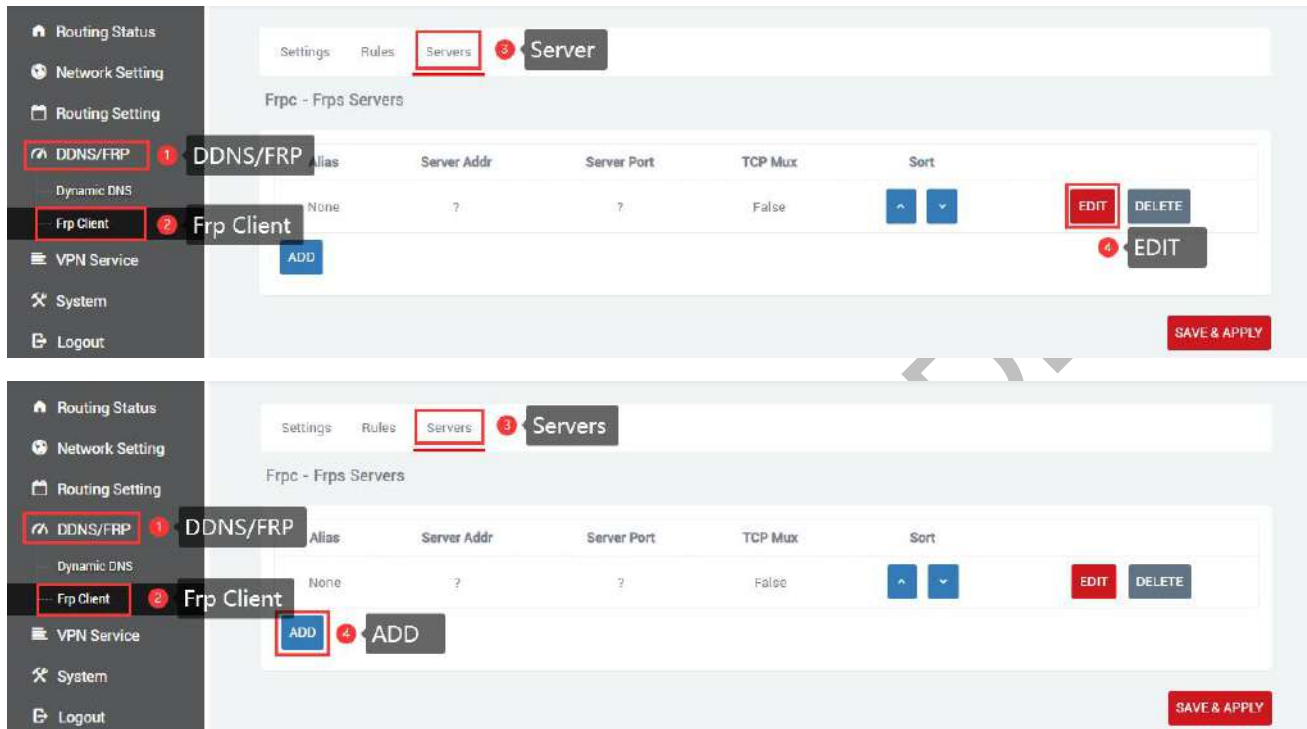 Routing Status
Settings Rules Servers 3 Server
Network Setting
Frpc - Frps Servers
Routing Setting
DDNS/FRP 1 DDNS/FRP
Alias Server Addr Server Port TCP Mux Sort
Dynamic DNS
None ? ? False EDIT DELETE
Frp Client 2 Frp Client
4 EDIT
VPN Service
ADD
System
SAVE & APPLY
Logout
Routing Status
Settings Rules Servers 3 Servers
Network Setting
Frpc - Frps Servers
Routing Setting
DDNS/FRP 1 DDNS/FRP
Alias Server Addr Server Port TCP Mux Sort
Dynamic DNS
None ? ? False EDIT DELETE
Frp Client 2 Frp Client
VPN Service
ADD 4 ADD
System
SAVE & APPLY
Logout